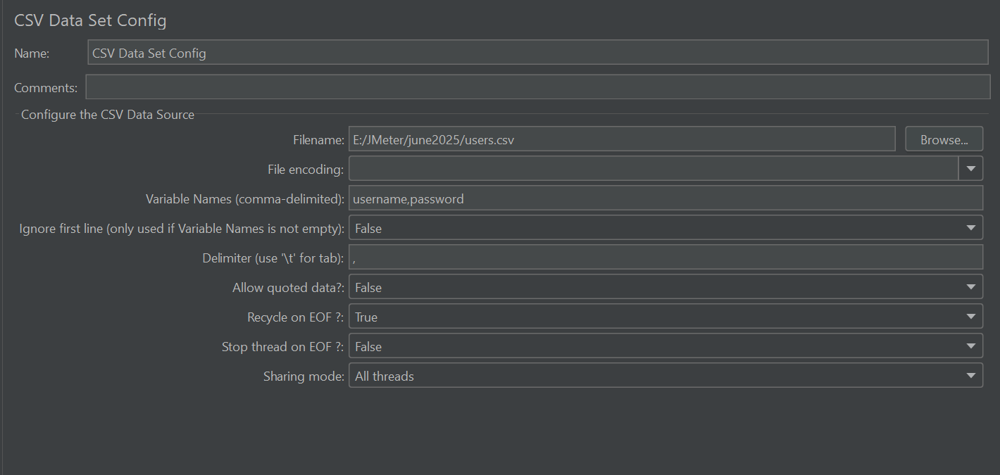 CSV Data Set Config
Name: CSV Data Set Config
Comments:
Configure the CSV Data Source
Filename: E:/JMeter/june2025/users.csv Browse...
File encoding:
Variable Names (comma-delimited): username,password
Ignore first line (only used if Variable Names is not empty): False
Delimiter (use '\t' for tab): ,
Allow quoted data?: False
Recycle on EOF ?: True
Stop thread on EOF ?: False
Sharing mode: All threads